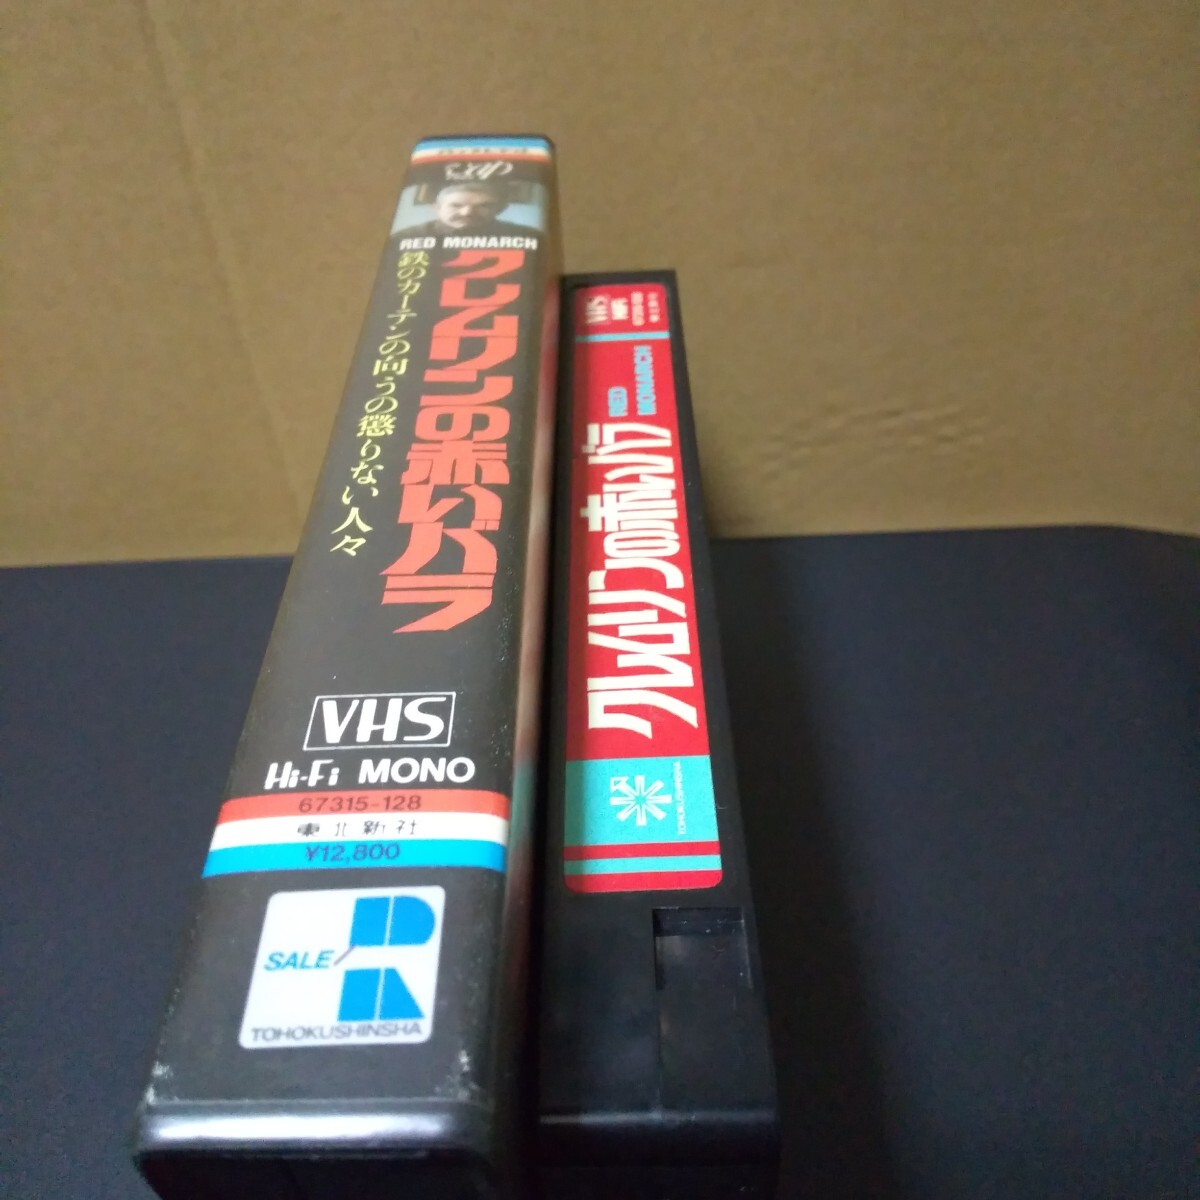 RED MONARCH
クレムリンの赤いバラ
鉄のカーテンの向うの懲りない人々
VHS
Hi-Fi MONO
67315-128
東北新社
¥12,800
SALE
TOHOKUSHINSHA
VHS
HiFi
RED
MONARCH
クレムリンの赤いバラ
TOHOKUSHINSHA